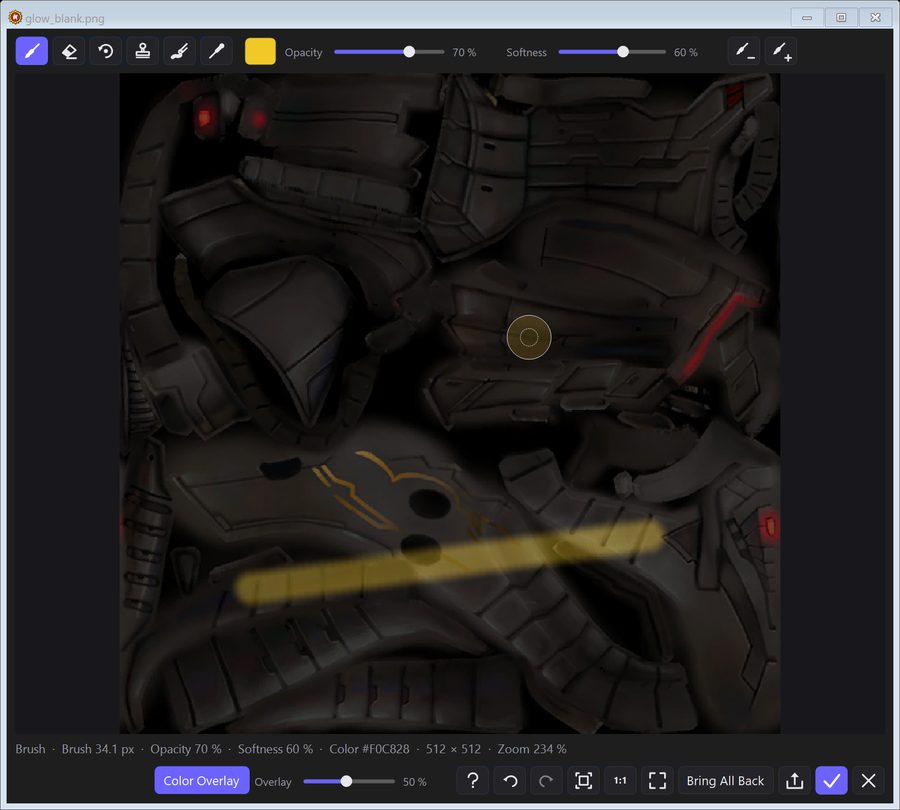 glow_blank.png
Opacity 70 % Softness 60 %
Brush · Brush 34.1 px · Opacity 70 % · Softness 60 % · Color #F0C828 · 512 × 512 · Zoom 234 %
Color Overlay Overlay 50 % ? 1:1 Bring All Back